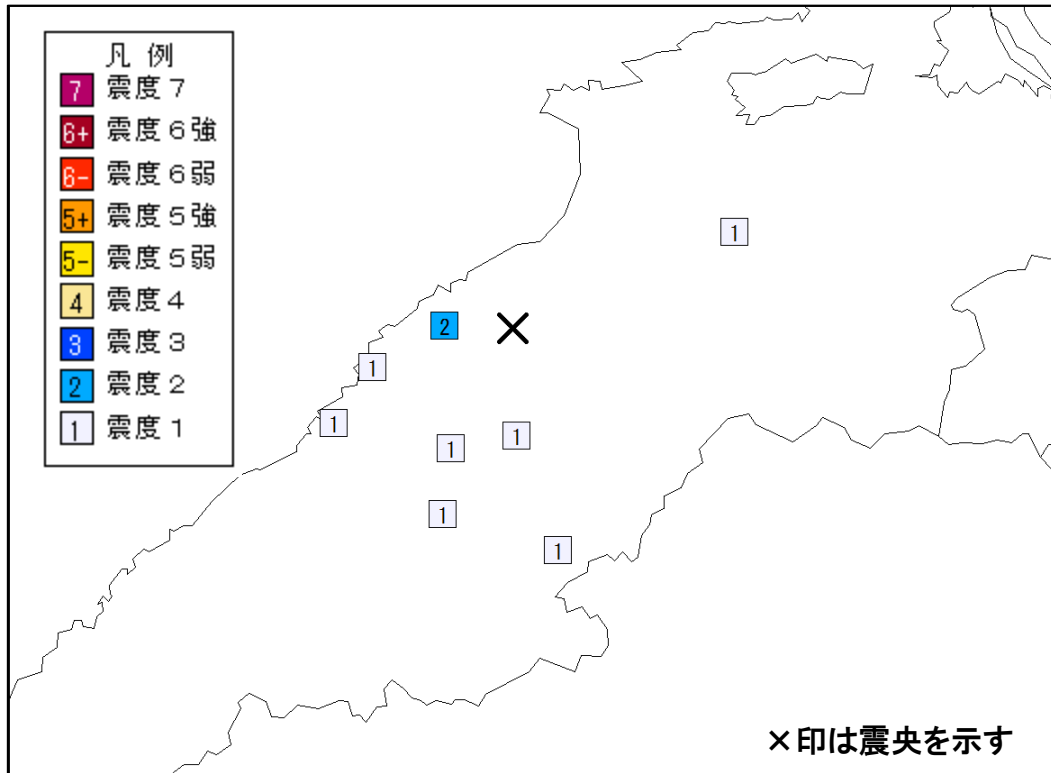 凡 例
7 震度７
6+ 震度６強
6- 震度６弱
5+ 震度５強
5- 震度５弱
4 震度４
3 震度３
2 震度２
1 震度１
1
2
1
1
1
1
1
1
×印は震央を示す